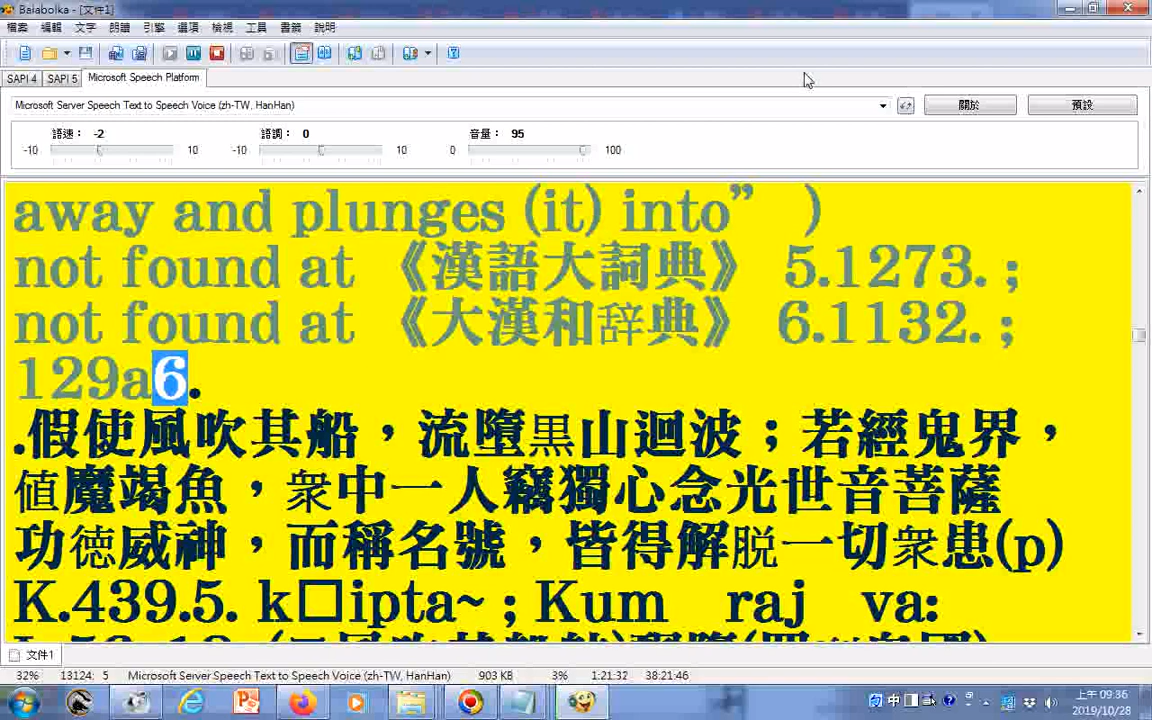 Balabolka - [文件1]
檔案 編輯 文字 朗讀 引擎 選項 檢視 工具 書籤 說明
SAPI 4 SAPI 5 Microsoft Speech Platform
Microsoft Server Speech Text to Speech Voice (zh-TW, HanHan) 關於 預設
語速： -2 語調： 0 音量： 95
-10 10 -10 10 0 100
away and plunges (it) into” )
not found at 《漢語大詞典》 5.1273. ;
not found at 《大漢和辞典》 6.1132. ;
129a6.
.假使風吹其船，流墮黒山迴波；若經鬼界，
値魔竭魚，衆中一人竊獨心念光世音菩薩
功徳威神，而稱名號，皆得解脱一切衆患(p)
K.439.5. k□ipta~ ; Kum raj va:
文件1
32% 13124: 5 Microsoft Server Speech Text to Speech Voice (zh-TW, HanHan) 903 KB 3% 1:21:32 38:21:46
中 上午 09:36
2019/10/28